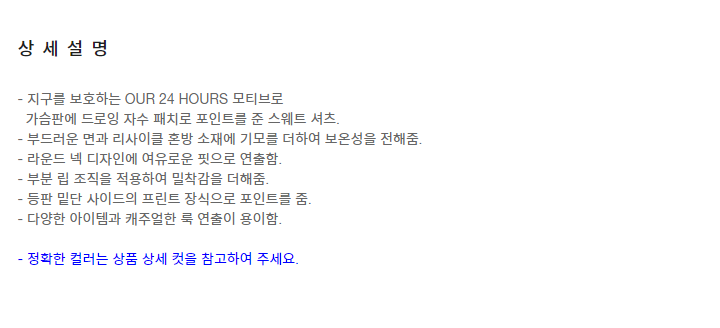 상 세 설 명
- 지구를 보호하는 OUR 24 HOURS 모티브로
가슴판에 드로잉 자수 패치로 포인트를 준 스웨트 셔츠.
- 부드러운 면과 리사이클 혼방 소재에 기모를 더하여 보온성을 전해줌.
- 라운드 넥 디자인에 여유로운 핏으로 연출함.
- 부분 립 조직을 적용하여 밀착감을 더해줌.
- 등판 밑단 사이드의 프린트 장식으로 포인트를 줌.
- 다양한 아이템과 캐주얼한 룩 연출이 용이함.
- 정확한 컬러는 상품 상세 컷을 참고하여 주세요.